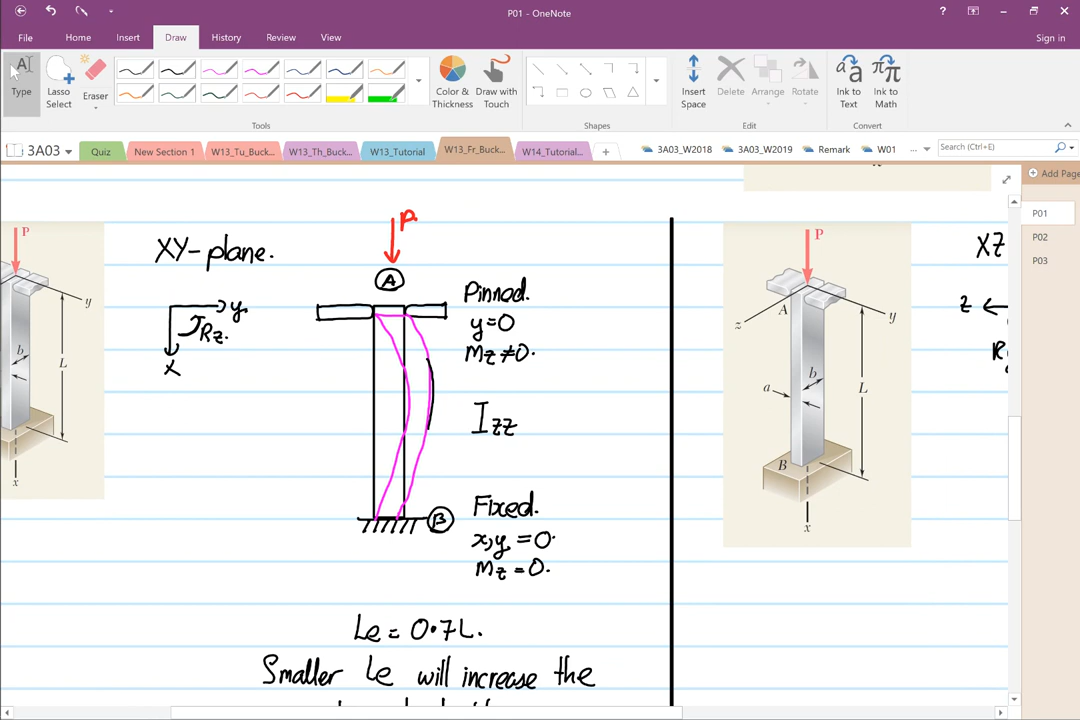 P01 - OneNote
?
File Home Insert Draw History Review View
Sign in
Type
Lasso Select
Eraser
Color & Thickness
Draw with Touch
Insert Space
Delete
Arrange
Rotate
Ink to Text
Ink to Math
Tools
Shapes
Edit
Convert
3A03
Quiz
New Section 1
W13_Tu_Buck...
W13_Th_Buck...
W13_Tutorial
W13_Fr_Buck...
W14_Tutorial...
+
3A03_W2018
3A03_W2019
Remark
W01
...
Search (Ctrl+E)
Add Page
P01
P02
P03
P
y
b
L
x
XY-plane.
y
Rz.
x
P
A
Pinned.
y=0
Mz≠0.
Izz
Fixed.
x,y = 0.
Mz = 0.
B
Le = 0.7L.
Smaller Le will increase the
P
A
z
y
b
a
L
B
x
XZ
z